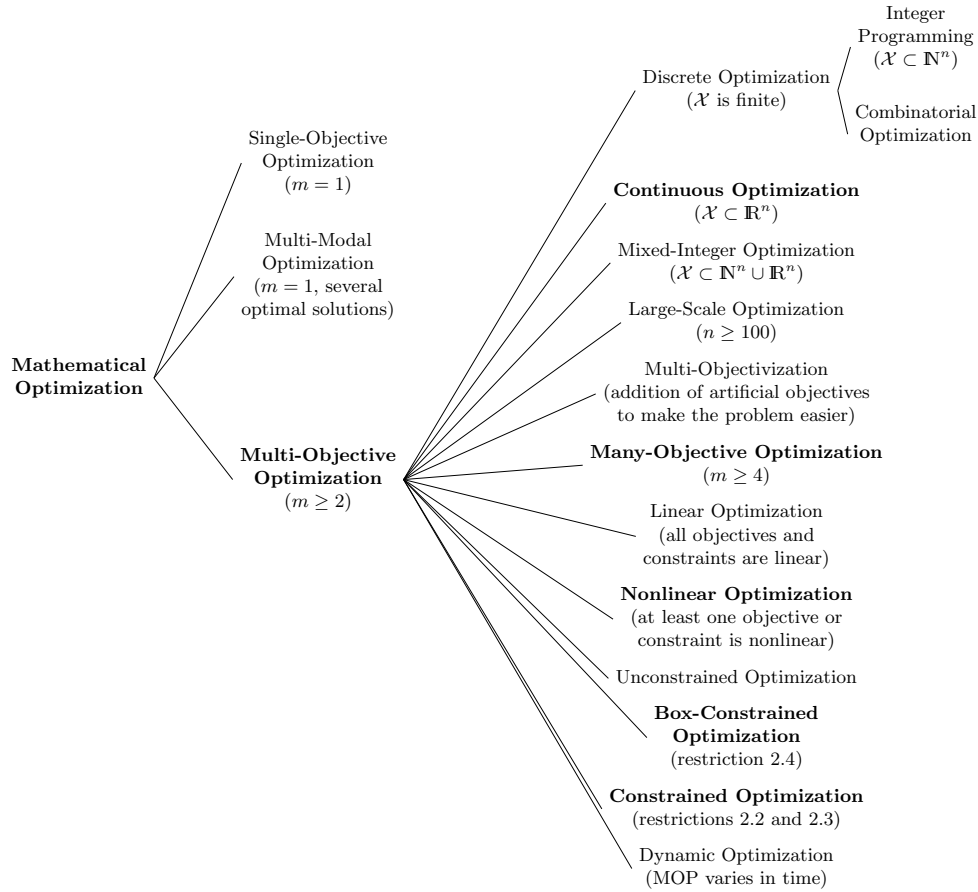 Mathematical
Optimization
Single-Objective
Optimization
(m = 1)
Multi-Modal
Optimization
(m = 1, several
optimal solutions)
Multi-Objective
Optimization
(m ≥ 2)
Discrete Optimization
(𝒳 is finite)
Integer
Programming
(𝒳 ⊂ ℕⁿ)
Combinatorial
Optimization
Continuous Optimization
(𝒳 ⊂ ℝⁿ)
Mixed-Integer Optimization
(𝒳 ⊂ ℕⁿ ∪ ℝⁿ)
Large-Scale Optimization
(n ≥ 100)
Multi-Objectivization
(addition of artificial objectives
to make the problem easier)
Many-Objective Optimization
(m ≥ 4)
Linear Optimization
(all objectives and
constraints are linear)
Nonlinear Optimization
(at least one objective or
constraint is nonlinear)
Unconstrained Optimization
Box-Constrained
Optimization
(restriction 2.4)
Constrained Optimization
(restrictions 2.2 and 2.3)
Dynamic Optimization
(MOP varies in time)